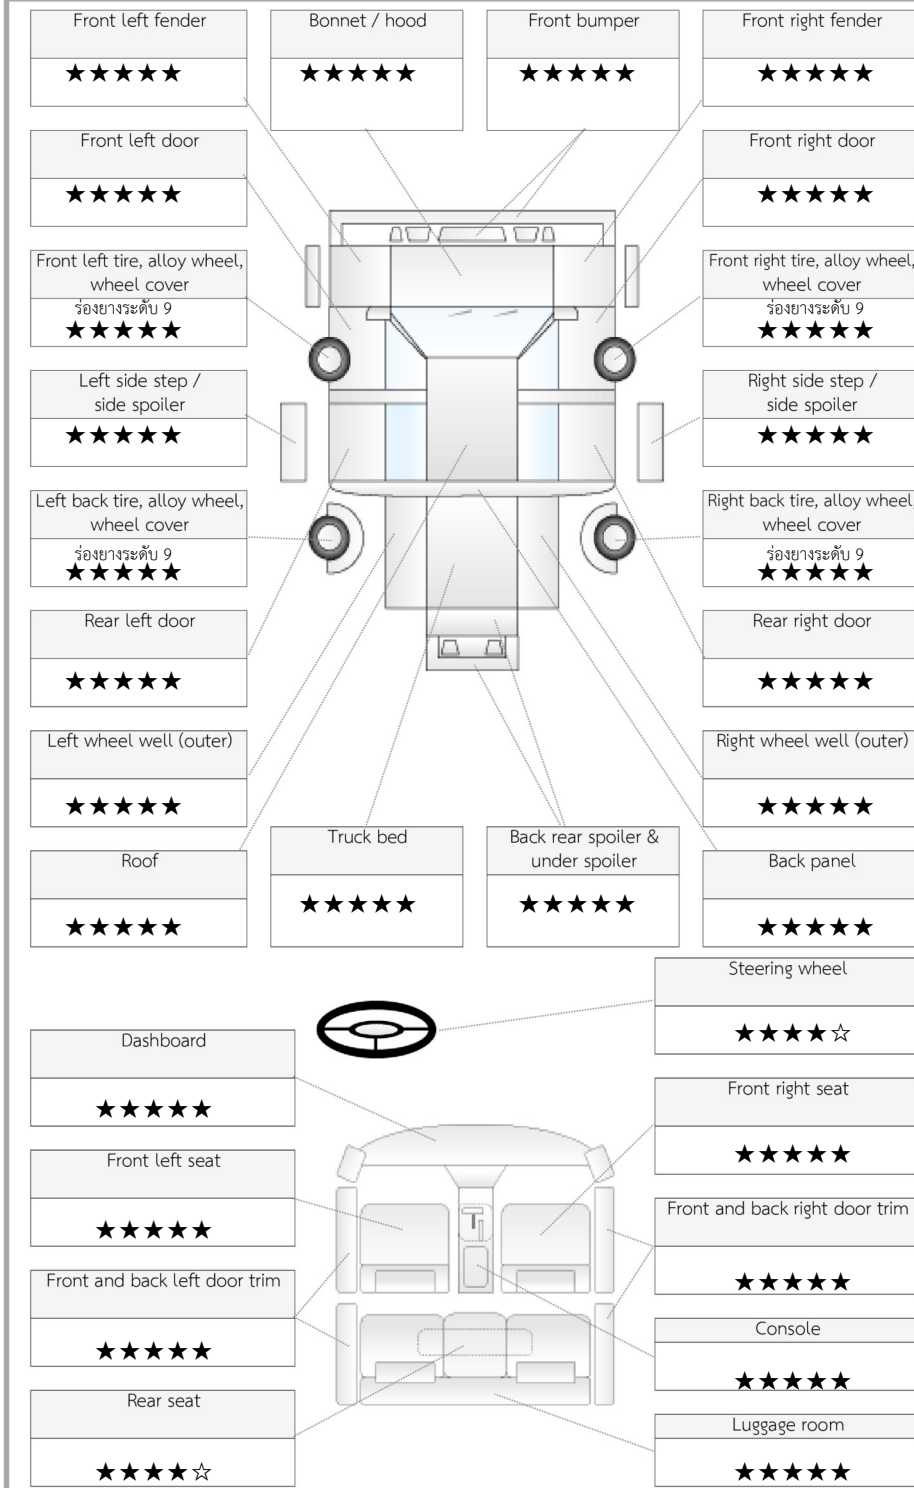 Front left fender
★★★★★
Bonnet / hood
★★★★★
Front bumper
★★★★★
Front right fender
★★★★★
Front left door
★★★★★
Front right door
★★★★★
Front left tire, alloy wheel,
wheel cover
ร่องยางระดับ 9
★★★★★
Front right tire, alloy wheel,
wheel cover
ร่องยางระดับ 9
★★★★★
Left side step /
side spoiler
★★★★★
Right side step /
side spoiler
★★★★★
Left back tire, alloy wheel,
wheel cover
ร่องยางระดับ 9
★★★★★
Right back tire, alloy wheel,
wheel cover
ร่องยางระดับ 9
★★★★★
Rear left door
★★★★★
Rear right door
★★★★★
Left wheel well (outer)
★★★★★
Right wheel well (outer)
★★★★★
Roof
★★★★★
Truck bed
★★★★★
Back rear spoiler &
under spoiler
★★★★★
Back panel
★★★★★
Steering wheel
★★★★☆
Dashboard
★★★★★
Front right seat
★★★★★
Front left seat
★★★★★
Front and back right door trim
★★★★★
Front and back left door trim
★★★★★
Console
★★★★★
Rear seat
★★★★☆
Luggage room
★★★★★